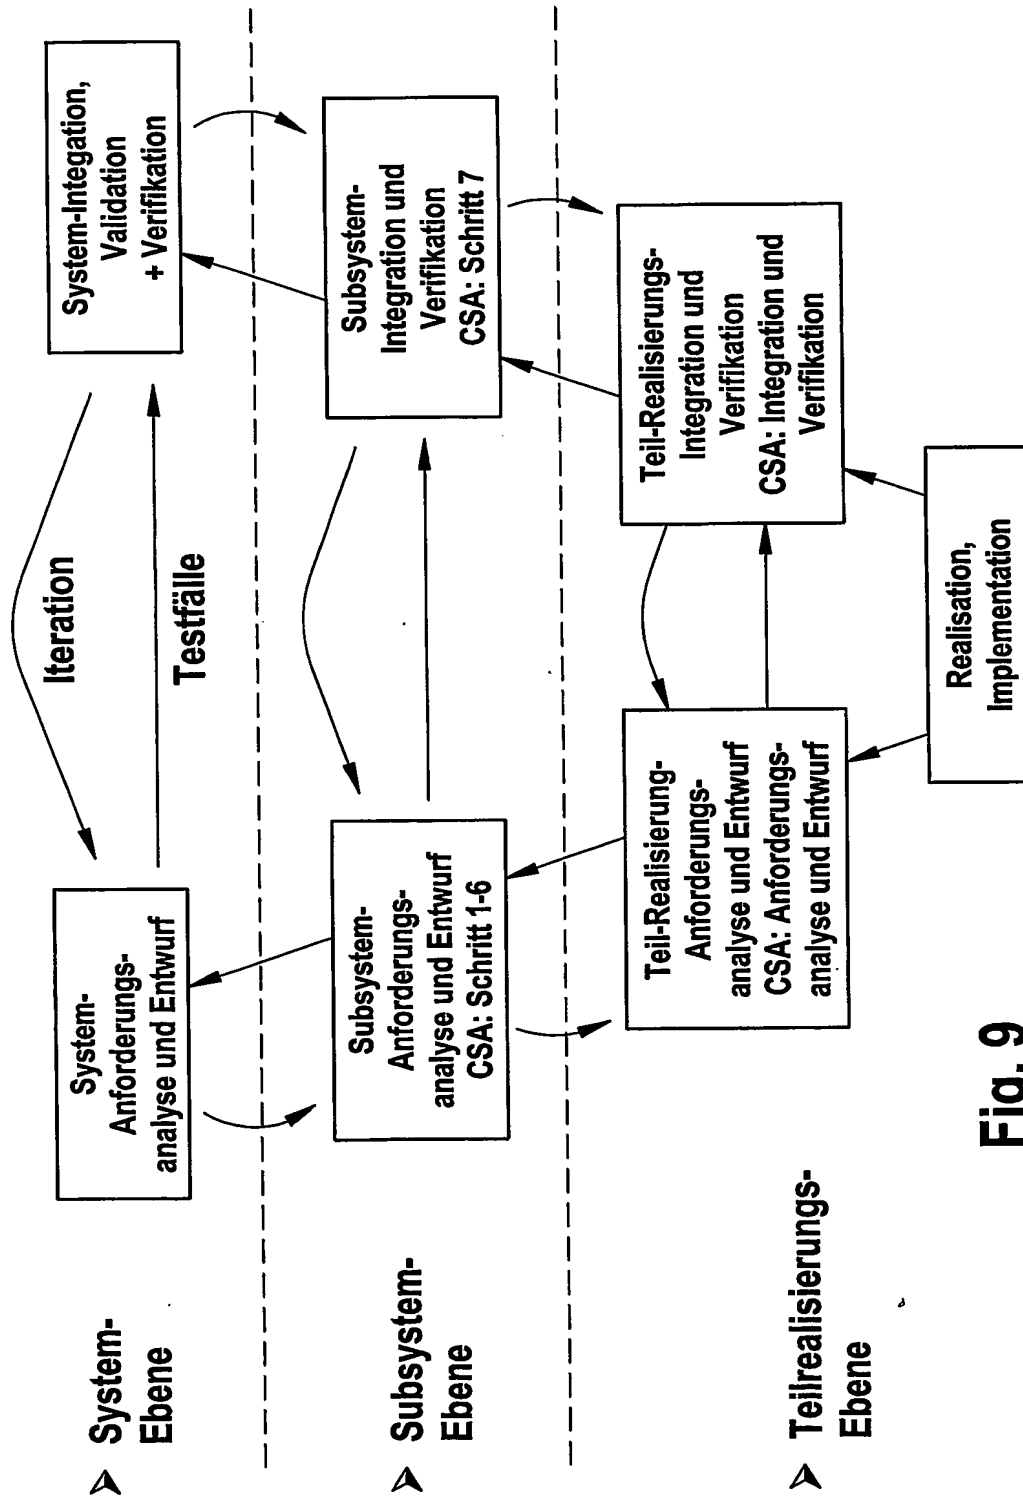 System-
Ebene
System-
Anforderungs-
analyse und Entwurf
Iteration
Testfälle
System-Integation,
Validation
+ Verifikation
Subsystem-
Ebene
Subsystem-
Anforderungs-
analyse und Entwurf
CSA: Schritt 1-6
Subsystem-
Integration und
Verifikation
CSA: Schritt 7
Teilrealisierungs-
Ebene
Teil-Realisierung-
Anforderungs-
analyse und Entwurf
CSA: Anforderungs-
analyse und Entwurf
Teil-Realisierungs-
Integration und
Verifikation
CSA: Integration und
Verifikation
Realisation,
Implementation
Fig. 9